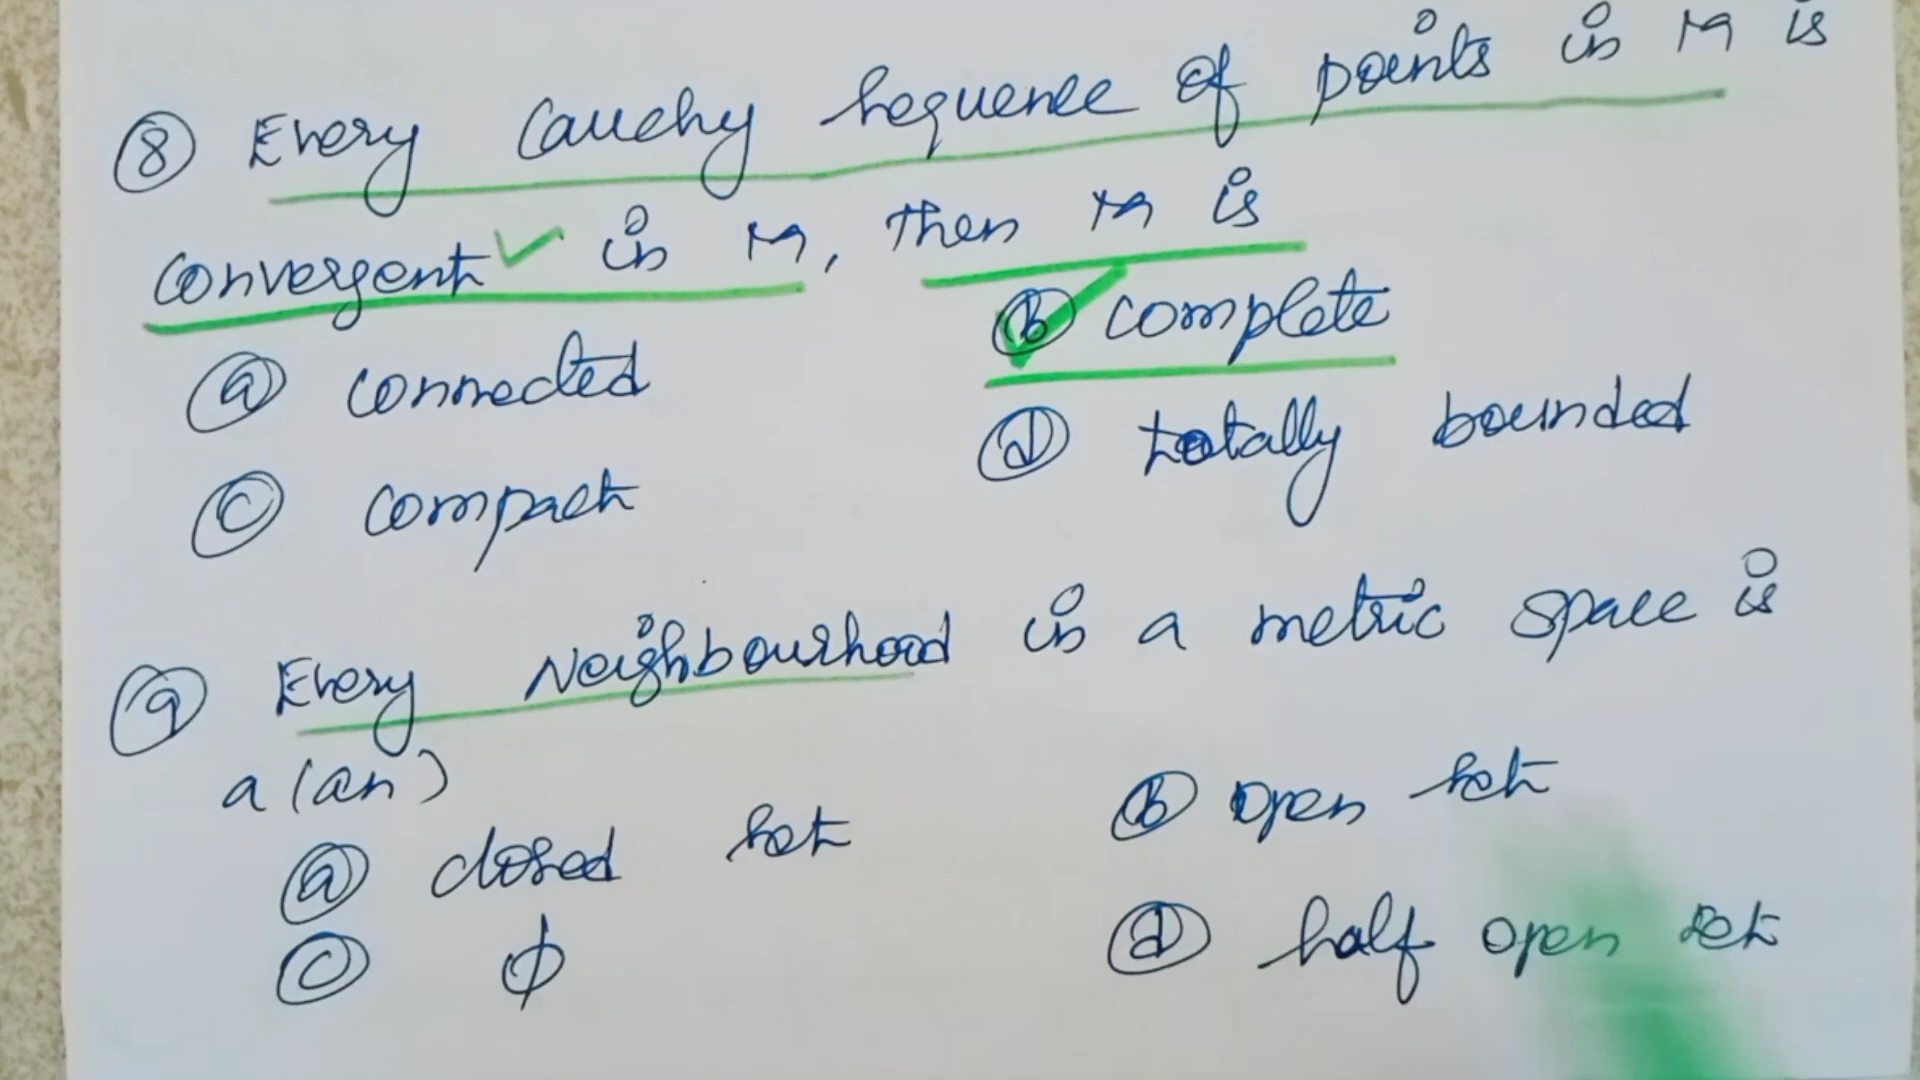 ⑧ Every Cauchy sequence of points in M is
convergent in M, then M is
ⓐ connected ⓑ complete
ⓒ compact ⓓ totally bounded
⑨ Every Neighbourhood in a metric space is
a (an)
ⓐ closed set ⓑ open set
ⓒ ϕ ⓓ half open set